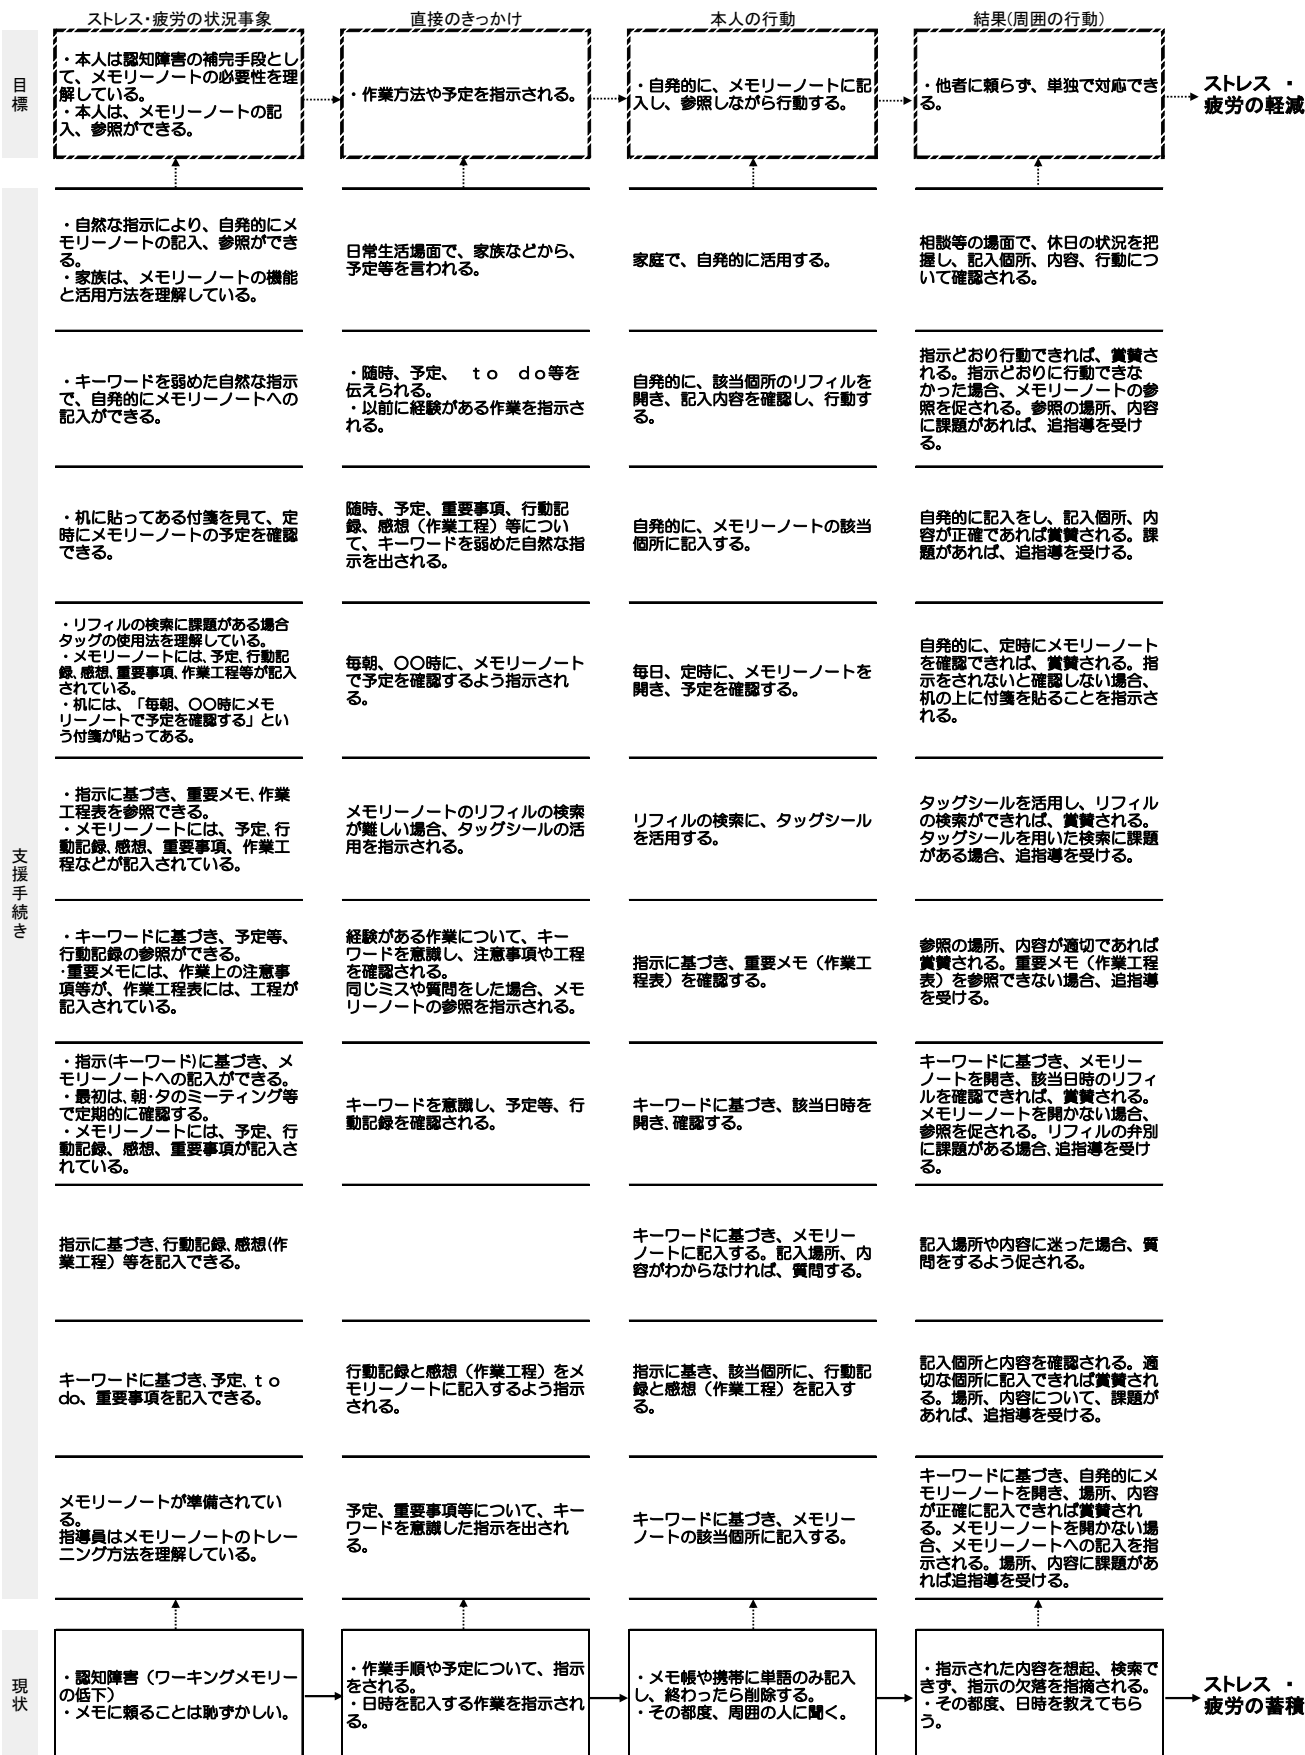 ストレス・疲労の状況事象
直接のきっかけ
本人の行動
結果(周囲の行動)
目標
・本人は認知障害の補完手段とし
て、メモリーノートの必要性を理
解している。
・本人は、メモリーノートの記
入、参照ができる。
・作業方法や予定を指示される。
・自発的に、メモリーノートに記
入し、参照しながら行動する。
・他者に頼らず、単独で対応でき
る。
ストレス・
疲労の軽減
支援手続き
・自然な指示により、自発的にメ
モリーノートの記入、参照ができ
る。
・家族は、メモリーノートの機能
と活用方法を理解している。
日常生活場面で、家族などから、
予定等を言われる。
家庭で、自発的に活用する。
相談等の場面で、休日の状況を把
握し、記入個所、内容、行動につ
いて確認される。
・キーワードを弱めた自然な指示
で、自発的にメモリーノートへの
記入ができる。
・随時、予定、 ｔｏ ｄｏ等を
伝えられる。
・以前に経験がある作業を指示さ
れる。
自発的に、該当個所のリフィルを
開き、記入内容を確認し、行動す
る。
指示どおり行動できれば、賞賛さ
れる。指示どおりに行動できな
かった場合、メモリーノートの参
照を促される。参照の場所、内容
に課題があれば、追指導を受け
る。
・机に貼ってある付箋を見て、定
時にメモリーノートの予定を確認
できる。
随時、予定、重要事項、行動記
録、感想（作業工程）等につい
て、キーワードを弱めた自然な指
示を出される。
自発的に、メモリーノートの該当
個所に記入する。
自発的に記入をし、記入個所、内
容が正確であれば賞賛される。課
題があれば、追指導を受ける。
・リフィルの検索に課題がある場合
タッグの使用法を理解している。
・メモリーノートには、予定、行動記
録、感想、重要事項、作業工程等が記入
されている。
・机には、「毎朝、〇〇時にメモ
リーノートで予定を確認する」とい
う付箋が貼ってある。
毎朝、〇〇時に、メモリーノート
で予定を確認するよう指示され
る。
毎日、定時に、メモリーノートを
開き、予定を確認する。
自発的に、定時にメモリーノート
を確認できれば、賞賛される。指
示をされないと確認しない場合、
机の上に付箋を貼ることを指示さ
れる。
・指示に基づき、重要メモ、作業
工程表を参照できる。
・メモリーノートには、予定、行
動記録、感想、重要事項、作業工
程などが記入されている。
メモリーノートのリフィルの検索
が難しい場合、タッグシールの活
用を指示される。
リフィルの検索に、タッグシール
を活用する。
タッグシールを活用し、リフィル
の検索ができれば、賞賛される。
タッグシールを用いた検索に課題
がある場合、追指導を受ける。
・キーワードに基づき、予定等、
行動記録の参照ができる。
・重要メモには、作業上の注意事
項等が、作業工程表には、工程が
記入されている。
経験がある作業について、キー
ワードを意識し、注意事項や工程
を確認される。
同じミスや質問をした場合、メモ
リーノートの参照を指示される。
指示に基づき、重要メモ（作業工
程表）を確認する。
参照の場所、内容が適切であれば
賞賛される。重要メモ（作業工程
表）を参照できない場合、追指導
を受ける。
・指示(キーワード)に基づき、メ
モリーノートへの記入ができる。
・最初は、朝・夕のミーティング等
で定期的に確認する。
・メモリーノートには、予定、行
動記録、感想、重要事項が記入さ
れている。
キーワードを意識し、予定等、行
動記録を確認される。
キーワードに基づき、該当日時を
開き、確認する。
キーワードに基づき、メモリー
ノートを開き、該当日時のリフィ
ルを確認できれば、賞賛される。
メモリーノートを開かない場合、
参照を促される。リフィルの弁別
に課題がある場合、追指導を受け
る。
指示に基づき、行動記録、感想(作
業工程）等を記入できる。
キーワードに基づき、メモリー
ノートに記入する。記入場所、内
容がわからなければ、質問する。
記入場所や内容に迷った場合、質
問をするよう促される。
キーワードに基づき、予定、ｔｏ
ｄｏ、重要事項を記入できる。
行動記録と感想（作業工程）をメ
モリーノートに記入するよう指示
される。
指示に基き、該当個所に、行動記
録と感想（作業工程）を記入す
る。
記入個所と内容を確認される。適
切な個所に記入できれば賞賛され
る。場所、内容について、課題が
あれば、追指導を受ける。
メモリーノートが準備されてい
る。
指導員はメモリーノートのトレー
ニング方法を理解している。
予定、重要事項等について、キー
ワードを意識した指示を出され
る。
キーワードに基づき、メモリー
ノートの該当個所に記入する。
キーワードに基づき、自発的にメ
モリーノートを開き、場所、内容
が正確に記入できれば賞賛され
る。メモリーノートを開かない場
合、メモリーノートへの記入を指
示される。場所、内容に課題があ
れば追指導を受ける。
現状
・認知障害（ワーキングメモリー
の低下）
・メモに頼ることは恥ずかしい。
・作業手順や予定について、指示
をされる。
・日時を記入する作業を指示され
る。
・メモ帳や携帯に単語のみ記入
し、終わったら削除する。
・その都度、周囲の人に聞く。
・指示された内容を想起、検索で
きず、指示の欠落を指摘される。
・その都度、日時を教えてもら
う。
ストレス・
疲労の蓄積